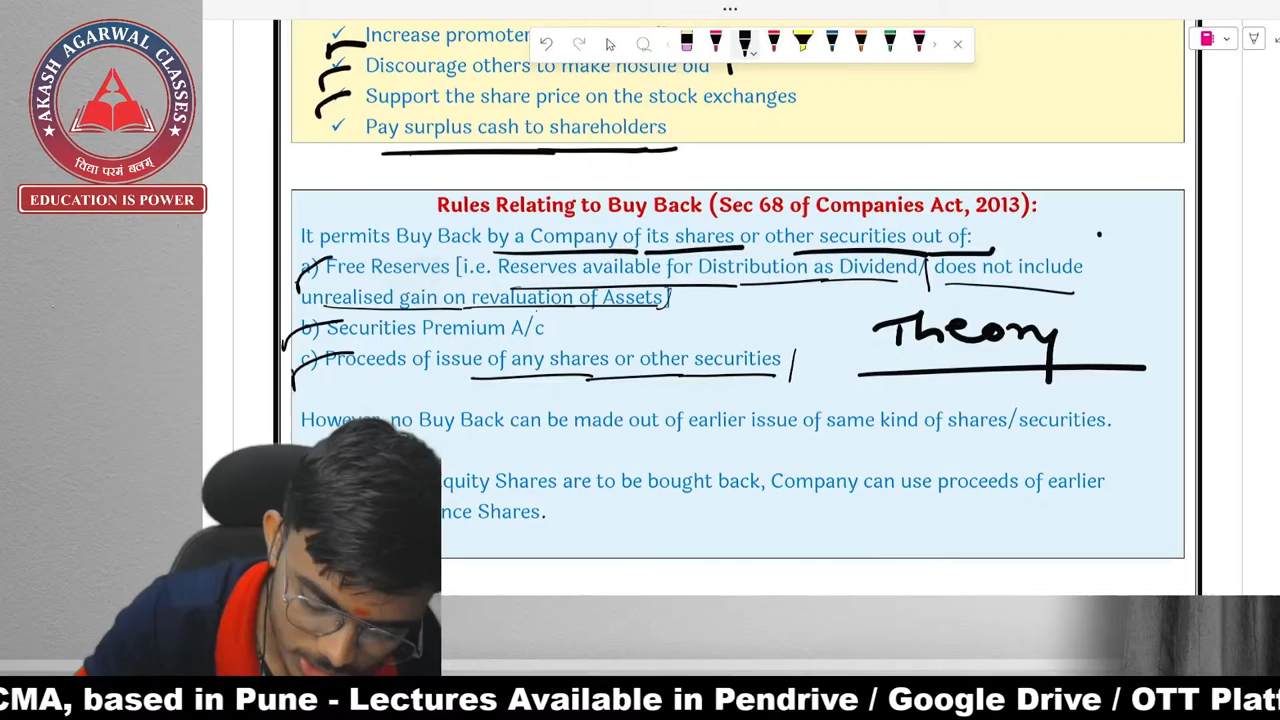 ...
Increase promoter
Discourage others to make hostile bid
Support the share price on the stock exchanges
Pay surplus cash to shareholders
AKASH AGARWAL CLASSES
विद्या परमं बलम्
EDUCATION IS POWER
Rules Relating to Buy Back (Sec 68 of Companies Act, 2013):
It permits Buy Back by a Company of its shares or other securities out of:
a) Free Reserves [i.e. Reserves available for Distribution as Dividend/ does not include
unrealised gain on revaluation of Assets]
b) Securities Premium A/c
c) Proceeds of issue of any shares or other securities
Theory
However, no Buy Back can be made out of earlier issue of same kind of shares/securities.
quity Shares are to be bought back, Company can use proceeds of earlier
nce Shares.
CMA, based in Pune - Lectures Available in Pendrive / Google Drive / OTT Platf